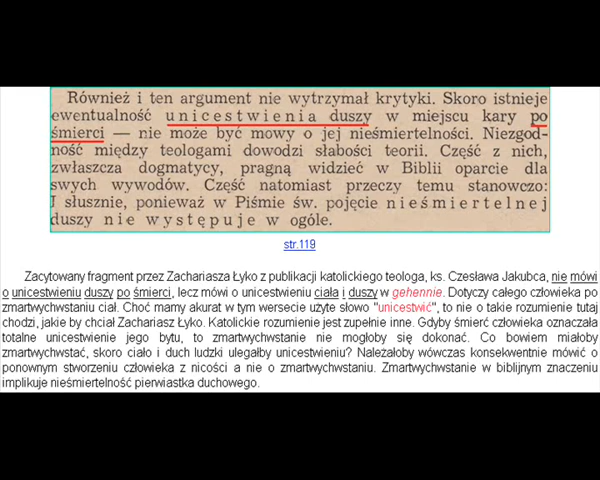 Również i ten argument nie wytrzymał krytyki. Skoro istnieje
ewentualność unicestwienia duszy w miejscu kary po
śmierci — nie może być mowy o jej nieśmiertelności. Niezgod-
ność między teologami dowodzi słabości teorii. Część z nich,
zwłaszcza dogmatycy, pragną widzieć w Biblii oparcie dla
swych wywodów. Część natomiast przeczy temu stanowczo:
I słusznie, ponieważ w Piśmie św. pojęcie nieśmiertelnej
duszy nie występuje w ogóle.
str.119
Zacytowany fragment przez Zachariasza Łyko z publikacji katolickiego teologa, ks. Czesława Jakubca, nie mówi
o unicestwieniu duszy po śmierci, lecz mówi o unicestwieniu ciała i duszy w gehennie. Dotyczy całego człowieka po
zmartwychwstaniu ciał. Choć mamy akurat w tym wersecie użyte słowo "unicestwić", to nie o takie rozumienie tutaj
chodzi, jakie by chciał Zachariasz Łyko. Katolickie rozumienie jest zupełnie inne. Gdyby śmierć człowieka oznaczała
totalne unicestwienie jego bytu, to zmartwychwstanie nie mogłoby się dokonać. Co bowiem miałoby
zmartwychwstać, skoro ciało i duch ludzki ulegałby unicestwieniu? Należałoby wówczas konsekwentnie mówić o
ponownym stworzeniu człowieka z nicości a nie o zmartwychwstaniu. Zmartwychwstanie w biblijnym znaczeniu
implikuje nieśmiertelność pierwiastka duchowego.